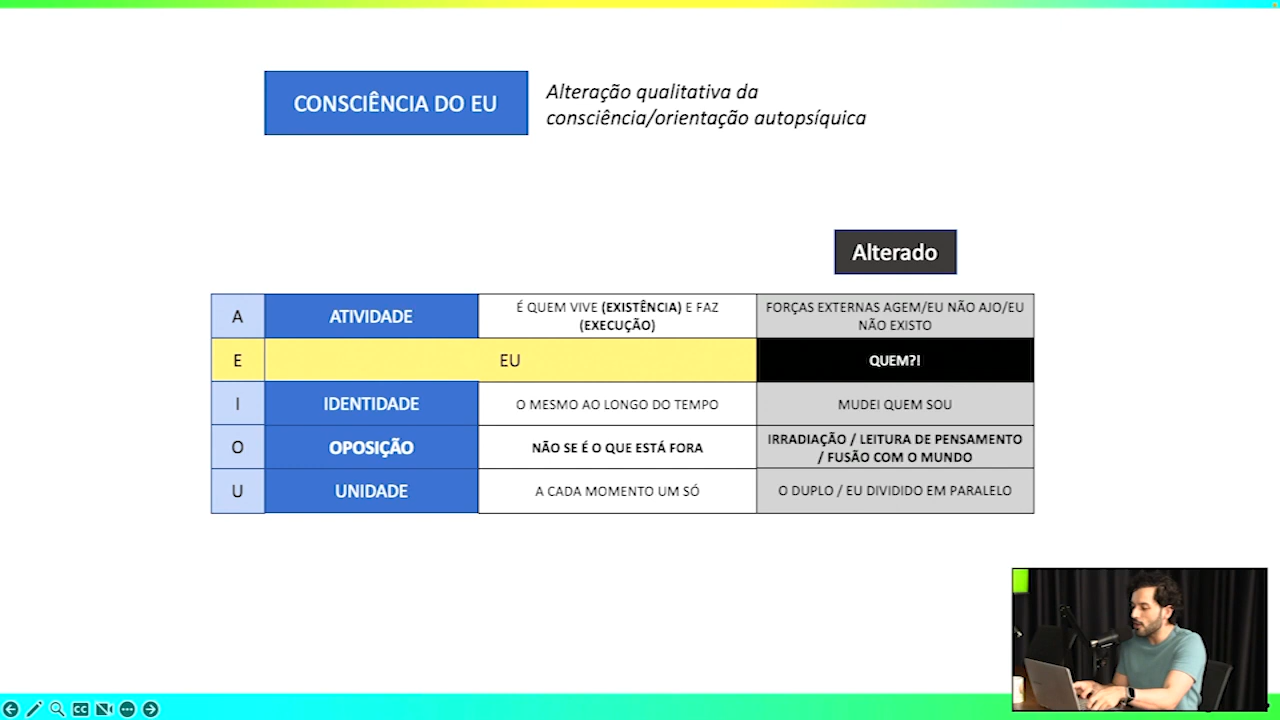 CONSCIÊNCIA DO EU
Alteração qualitativa da
consciência/orientação autopsíquica
Alterado
A
ATIVIDADE
É QUEM VIVE (EXISTÊNCIA) E FAZ
(EXECUÇÃO)
FORÇAS EXTERNAS AGEM/EU NÃO AJO/EU
NÃO EXISTO
E
EU
QUEM?!
I
IDENTIDADE
O MESMO AO LONGO DO TEMPO
MUDEI QUEM SOU
O
OPOSIÇÃO
NÃO SE É O QUE ESTÁ FORA
IRRADIAÇÃO / LEITURA DE PENSAMENTO
/ FUSÃO COM O MUNDO
U
UNIDADE
A CADA MOMENTO UM SÓ
O DUPLO / EU DIVIDIDO EM PARALELO
CC